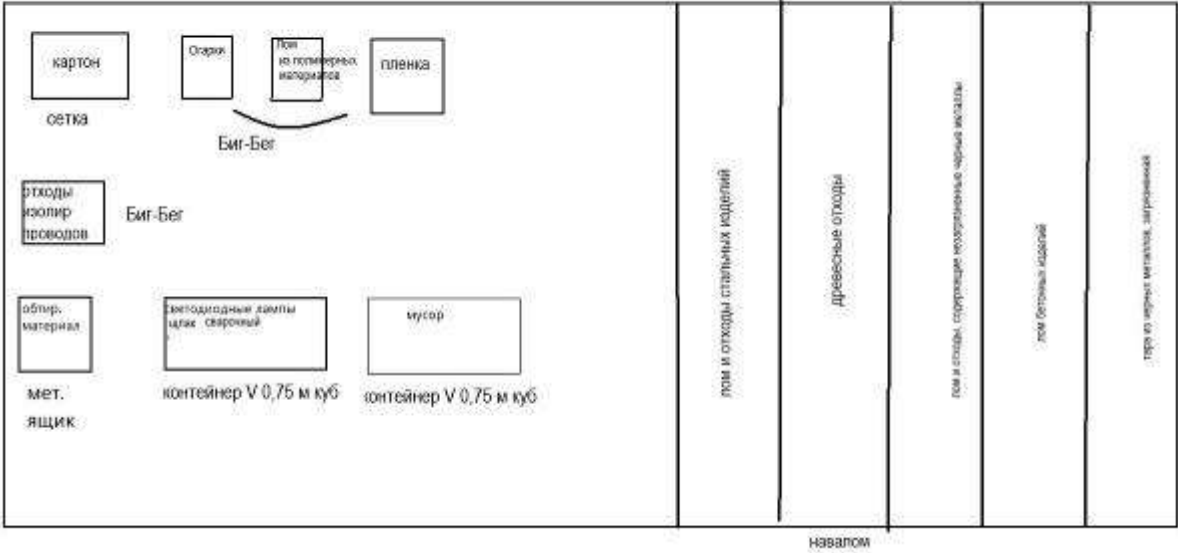 картон
сетка
Огарки
Лом
из полимерных
материалов
пленка
Биг-Бег
отходы
изолир
проводов
Биг-Бег
обтир.
материал
мет.
ящик
светодиодные лампы
шлак сварочный
контейнер V 0,75 м куб
мусор
контейнер V 0,75 м куб
лом и отходы стальных изделий
древесные отходы
лом и отходы, содержащие незагрязненные черные металлы
лом бетонных изделий
тара из черных металлов, загрязненная
навалом